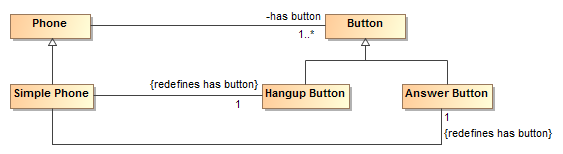 Phone
-has button
Button
1..*
Simple Phone
{redefines has button}
1
Hangup Button
Answer Button
1
{redefines has button}